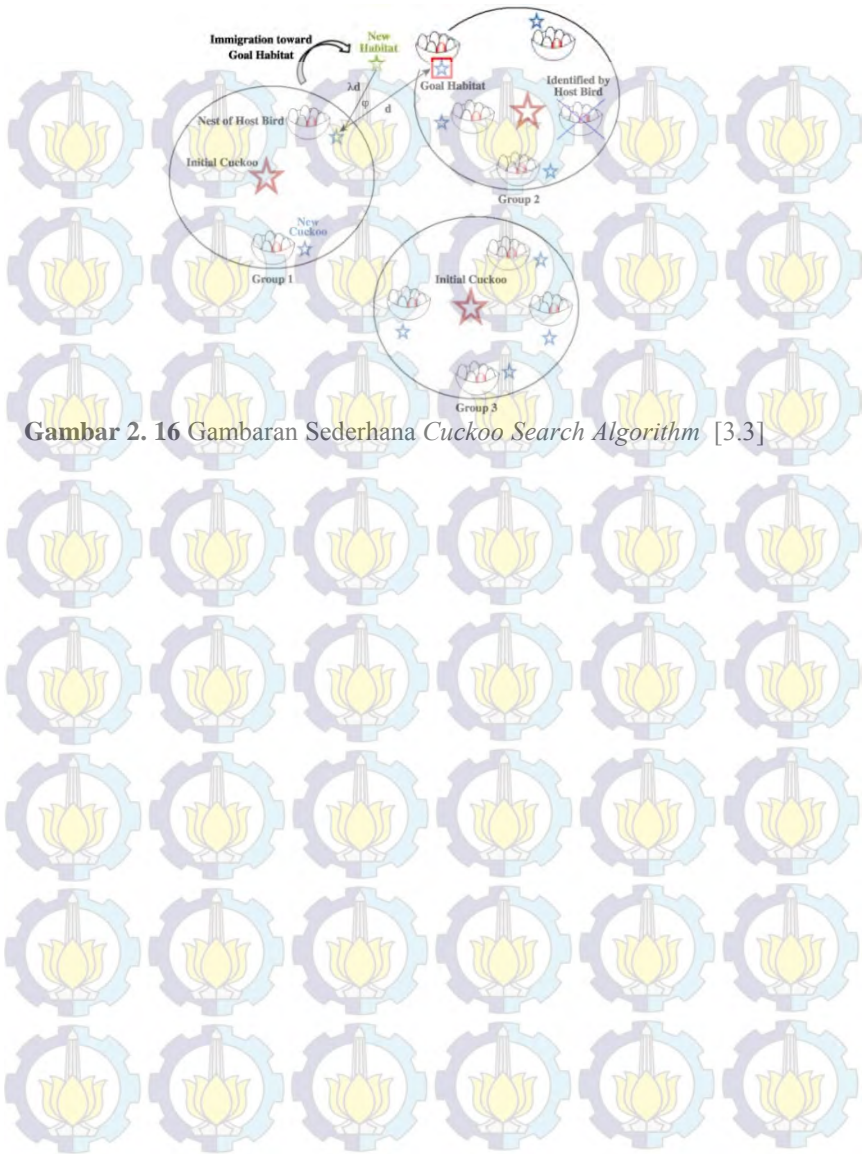 Immigration toward
Goal Habitat
New
Habitat
λd
φ
d
Goal Habitat
Identified by
Host Bird
Nest of Host Bird
Initial Cuckoo
Group 2
New
Cuckoo
Group 1
Initial Cuckoo
Group 3
Gambar 2. 16 Gambaran Sederhana Cuckoo Search Algorithm [3.3]